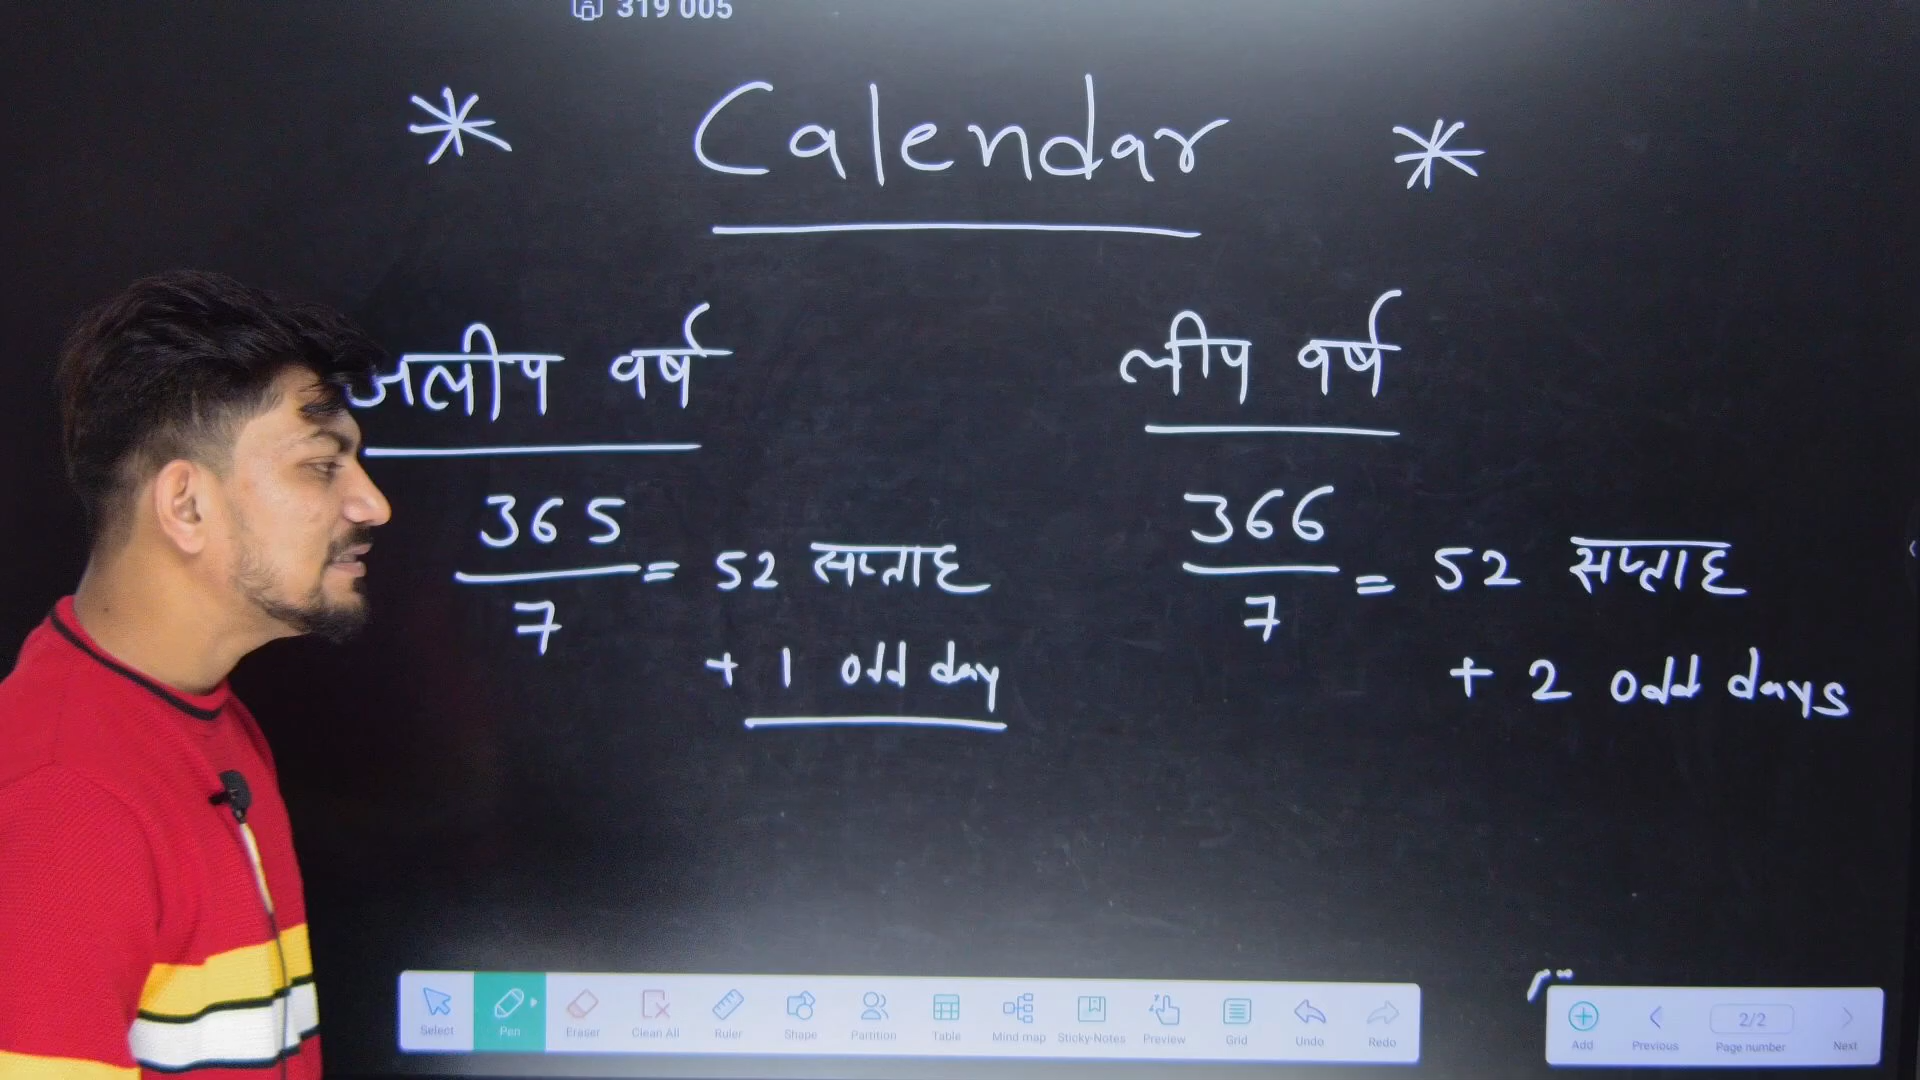 319 005
* Calendar *
लीप वर्ष
365
7
= 52 सप्ताह
+ 1 odd day
लीप वर्ष
366
7
= 52 सप्ताह
+ 2 odd days
Select Pen Eraser Clean All Ruler Shape Partition Table Mind map Sticky-Notes Preview Grid Undo Redo
Add Previous 2/2 Page number Next